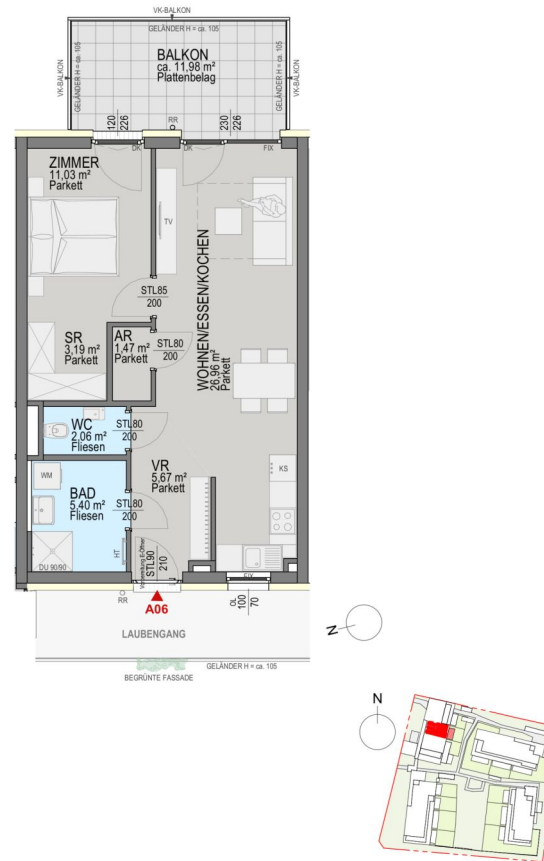 VK-BALKON
GELÄNDER H = ca. 105
VK-BALKON
GELÄNDER H = ca. 105
BALKON
ca. 11,98 m²
Plattenbelag
GELÄNDER H = ca. 105
VK-BALKON
120
226
RR
230
226
DK
DK
FIX
ZIMMER
11,03 m²
Parkett
TV
WOHNEN/ESSEN/KOCHEN
26,96 m²
Parkett
STL85
200
SR
3,19 m²
Parkett
AR
1,47 m²
Parkett
STL80
200
WC
2,06 m²
Fliesen
STL80
200
VR
5,67 m²
Parkett
KS
WM
BAD
5,40 m²
Fliesen
STL80
200
HT
DU 90/90
STL90
210
FIX
RR
A06
OL
100
70
LAUBENGANG
N
GELÄNDER H = ca. 105
BEGRÜNTE FASSADE
N